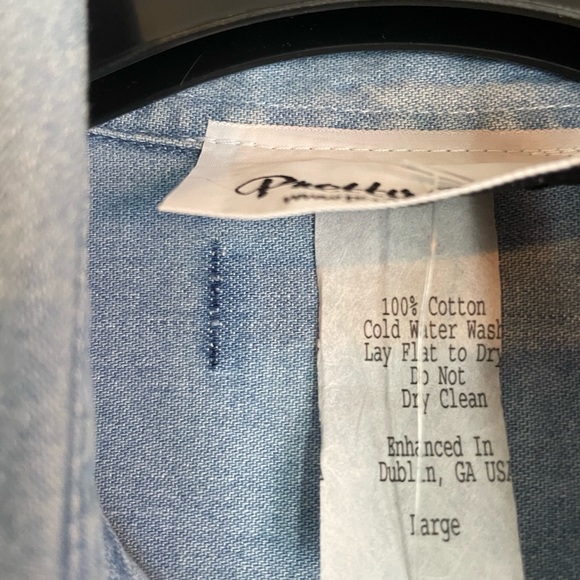 100% Cotton
Cold Water Wash
Lay Flat to Dry
Do Not
Dry Clean
Enhanced In
Dublin, GA USA
Large